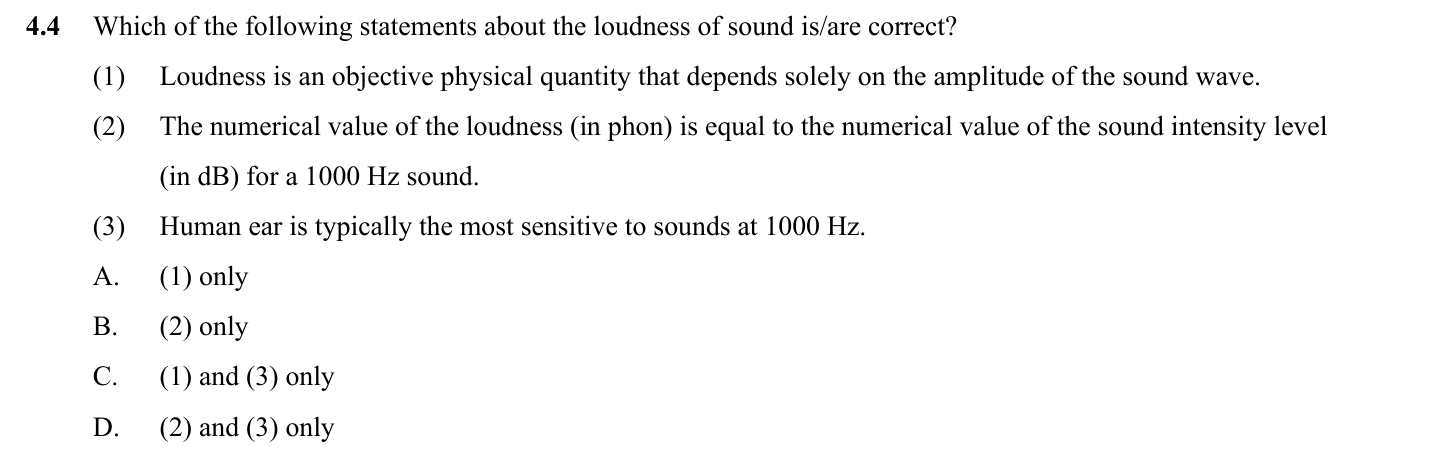 4.4 Which of the following statements about the loudness of sound is/are correct?
(1) Loudness is an objective physical quantity that depends solely on the amplitude of the sound wave.
(2) The numerical value of the loudness (in phon) is equal to the numerical value of the sound intensity level
(in dB) for a 1000 Hz sound.
(3) Human ear is typically the most sensitive to sounds at 1000 Hz.
A. (1) only
B. (2) only
C. (1) and (3) only
D. (2) and (3) only